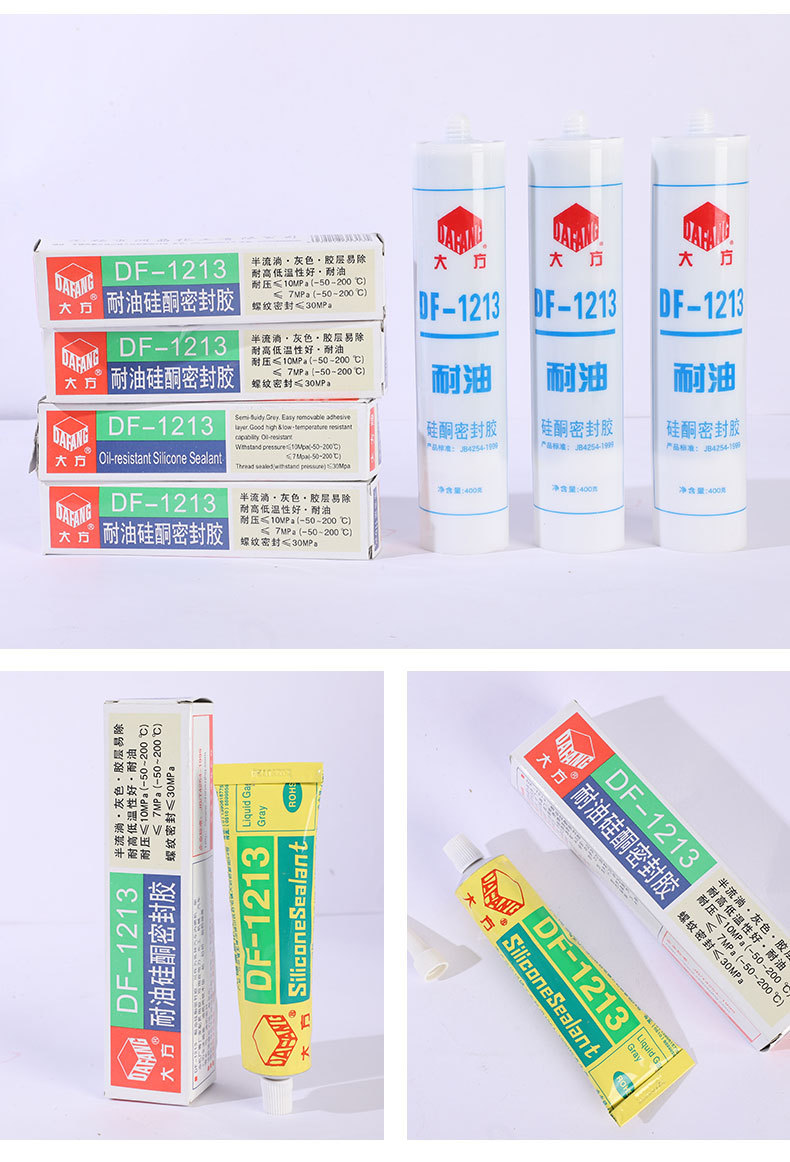 DAFANG
大方®
DF-1213
耐油硅酮密封胶
半流淌·灰色·胶层易除
耐高低温性好·耐油
耐压≤10MPa(-50~200℃)
≤ 7MPa(-50~200℃)
螺纹密封≤30MPa
DAFANG
大方®
DF-1213
耐油硅酮密封胶
半流淌·灰色·胶层易除
耐高低温性好·耐油
耐压≤10MPa(-50~200℃)
≤ 7MPa(-50~200℃)
螺纹密封≤30MPa
DAFANG
大方®
DF-1213
Oil-resistant Silicone Sealant
Semi-fluidy.Grey. Easy removable adhesive
layer.Good high &low-temperature resistant
capability Oil-resistant.
Withstand pressure≤10Mpa(-50~200℃)
≤7Mpa(-50~200℃)
Thread sealed(withstand pressure) ≤30Mpa
DAFANG
大方®
DF-1213
耐油硅酮密封胶
半流淌·灰色·胶层易除
耐高低温性好·耐油
耐压≤10MPa(-50~200℃)
≤ 7MPa(-50~200℃)
螺纹密封≤30MPa
DAFANG®
大方
DF-1213
耐油
硅酮密封胶
产品标准: JB4254-1999
净含量: 400克
DAFANG®
大方
DF-1213
耐油
硅酮密封胶
产品标准: JB4254-1999
净含量: 400克
DAFANG®
大方
DF-1213
耐油
硅酮密封胶
产品标准: JB4254-1999
净含量: 400克
DAFANG
大方®
DF-1213
耐油硅酮密封胶
半流淌·灰色·胶层易除
耐高低温性好·耐油
耐压≤10MPa(-50~200℃)
≤ 7MPa(-50~200℃)
螺纹密封≤30MPa
DAFANG
大方®
DF-1213
SiliconeSealant
Liquid Ga
Gray
ROHS
DAFANG
大方®
DF-1213
耐油硅酮密封胶
半流淌·灰色·胶层易除
耐高低温性好·耐油
耐压≤10MPa(-50~200℃)
≤ 7MPa(-50~200℃)
螺纹密封≤30MPa
DAFANG
大方®
DF-1213
SiliconeSealant
Liquid G
Gray